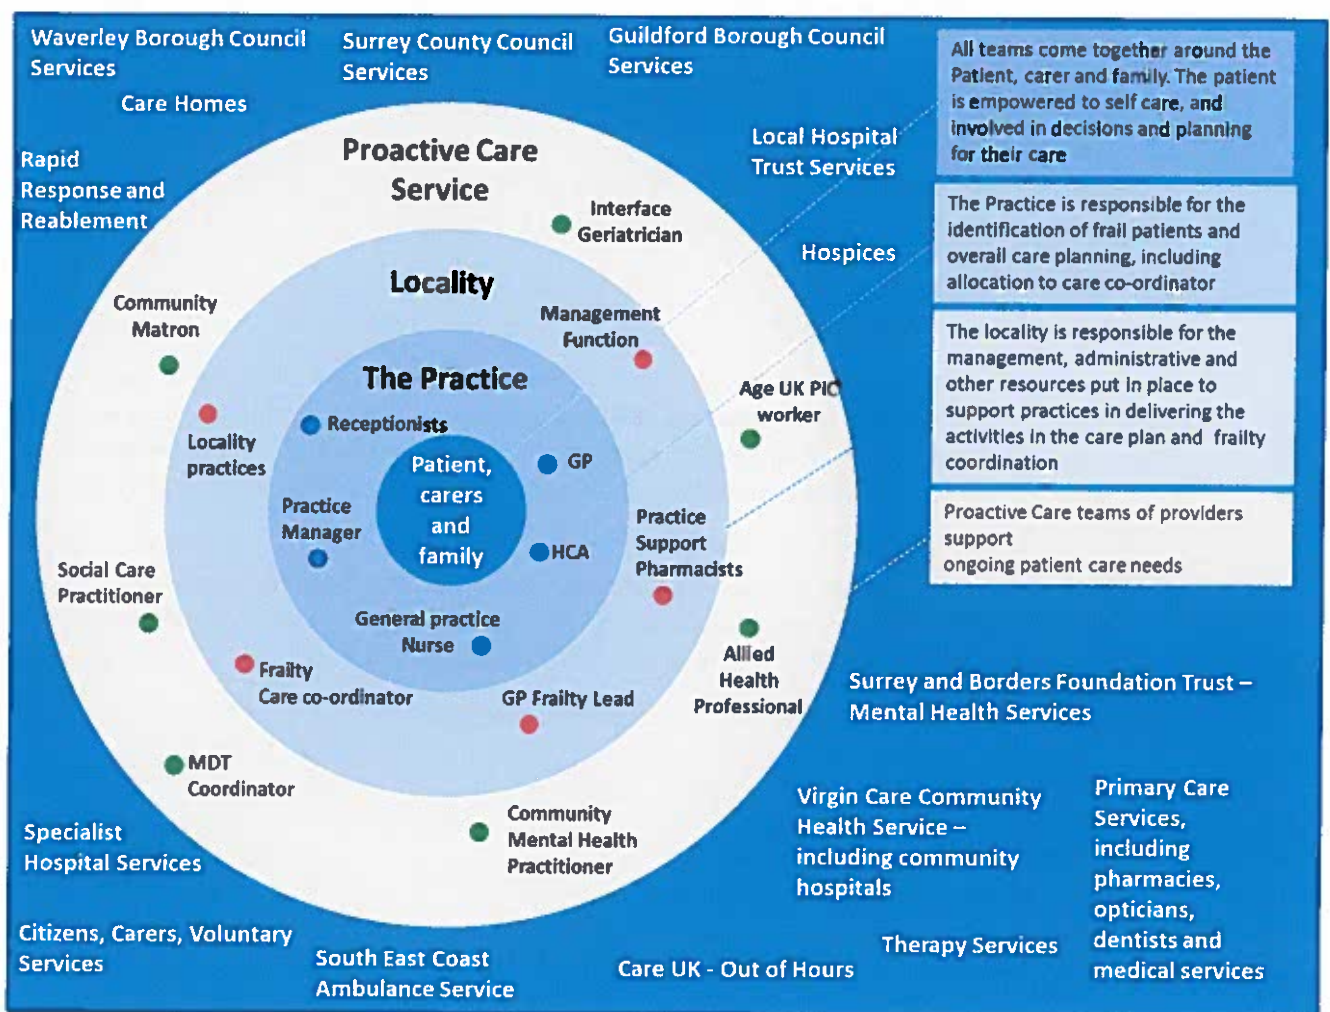 Waverley Borough Council
Services
Surrey County Council
Services
Guildford Borough Council
Services
Care Homes
Rapid
Response and
Reablement
Local Hospital
Trust Services
Hospices
All teams come together around the
Patient, carer and family. The patient
is empowered to self care, and
involved in decisions and planning
for their care
The Practice is responsible for the
identification of frail patients and
overall care planning, including
allocation to care co-ordinator
The locality is responsible for the
management, administrative and
other resources put in place to
support practices in delivering the
activities in the care plan and frailty
coordination
Proactive Care teams of providers
support
ongoing patient care needs
Proactive Care
Service
Interface
Geriatrician
Community
Matron
Age UK PIC
worker
Social Care
Practitioner
Allied
Health
Professional
MDT
Coordinator
Community
Mental Health
Practitioner
Locality
Management
Function
Locality
practices
Practice
Support
Pharmacists
Frailty
Care co-ordinator
GP Frailty Lead
The Practice
Receptionists
GP
Practice
Manager
HCA
General practice
Nurse
Patient,
carers
and
family
Surrey and Borders Foundation Trust –
Mental Health Services
Virgin Care Community
Health Service –
including community
hospitals
Primary Care
Services,
including
pharmacies,
opticians,
dentists and
medical services
Specialist
Hospital Services
Citizens, Carers, Voluntary
Services
South East Coast
Ambulance Service
Care UK - Out of Hours
Therapy Services